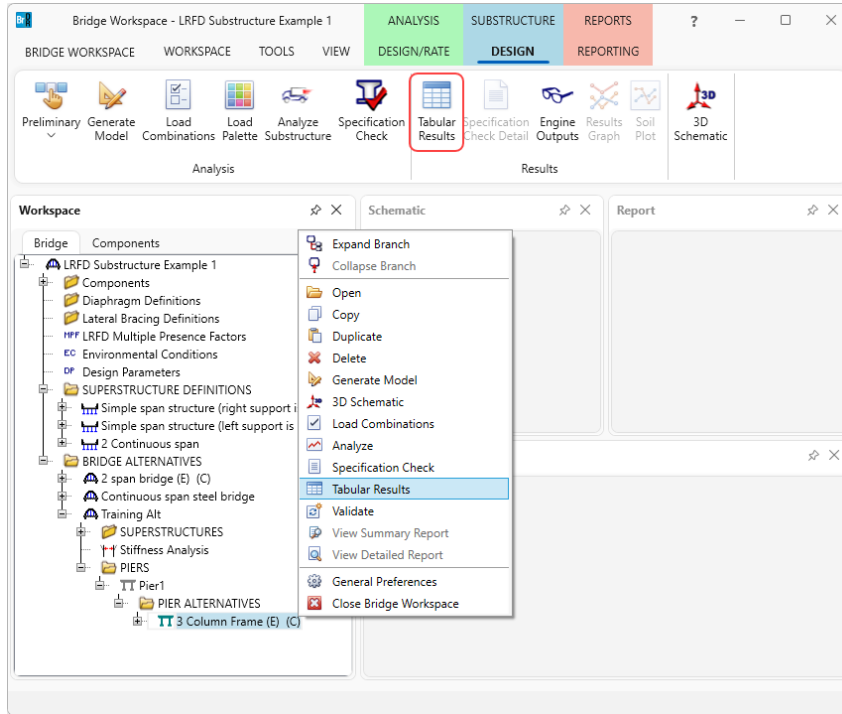 Br Bridge Workspace - LRFD Substructure Example 1 ANALYSIS SUBSTRUCTURE REPORTS ?
BRIDGE WORKSPACE WORKSPACE TOOLS VIEW DESIGN/RATE DESIGN REPORTING
Preliminary Generate Model Load Combinations Load Palette Analyze Substructure Specification Check Tabular Results Specification Check Detail Engine Outputs Results Graph Soil Plot 3D 3D Schematic
Analysis Results
Workspace Schematic Report
Bridge Components
LRFD Substructure Example 1
Components
Diaphragm Definitions
Lateral Bracing Definitions
MPF LRFD Multiple Presence Factors
EC Environmental Conditions
DP Design Parameters
SUPERSTRUCTURE DEFINITIONS
Simple span structure (right support i
Simple span structure (left support is
2 Continuous span
BRIDGE ALTERNATIVES
2 span bridge (E) (C)
Continuous span steel bridge
Training Alt
SUPERSTRUCTURES
Stiffness Analysis
PIERS
Pier1
PIER ALTERNATIVES
3 Column Frame (E) (C)
Expand Branch
Collapse Branch
Open
Copy
Duplicate
Delete
Generate Model
3D Schematic
Load Combinations
Analyze
Specification Check
Tabular Results
Validate
View Summary Report
View Detailed Report
General Preferences
Close Bridge Workspace